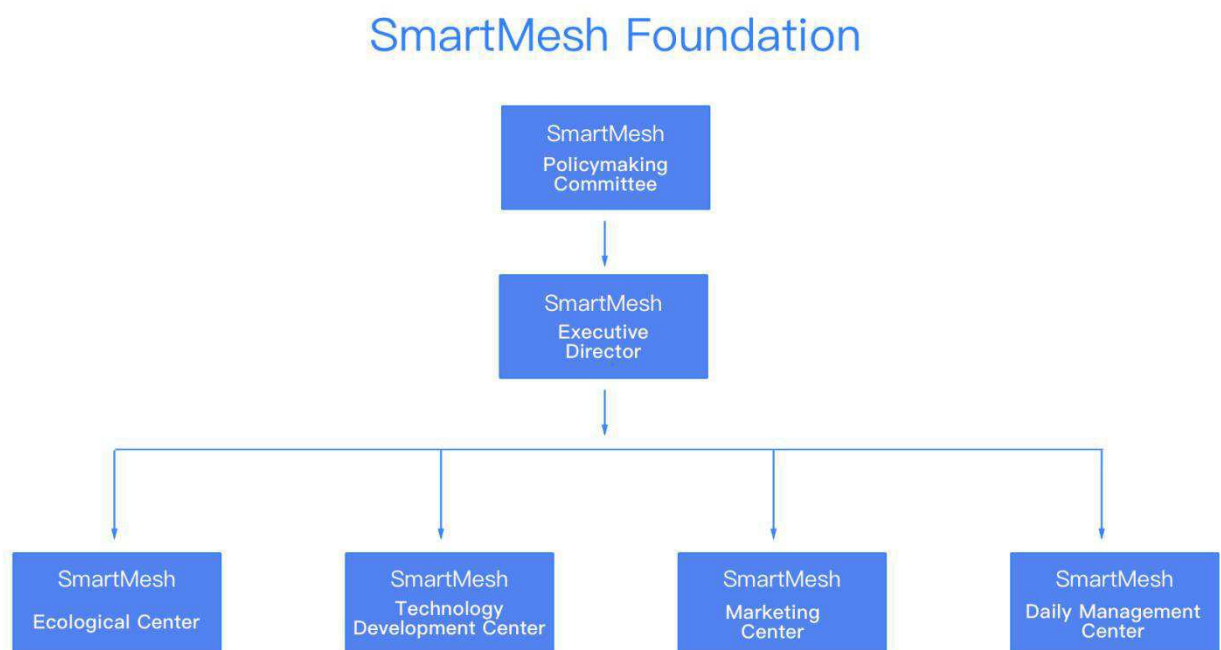 SmartMesh Foundation
SmartMesh
Policymaking
Committee
SmartMesh
Executive
Director
SmartMesh
Ecological Center
SmartMesh
Technology
Development Center
SmartMesh
Marketing
Center
SmartMesh
Daily Management
Center